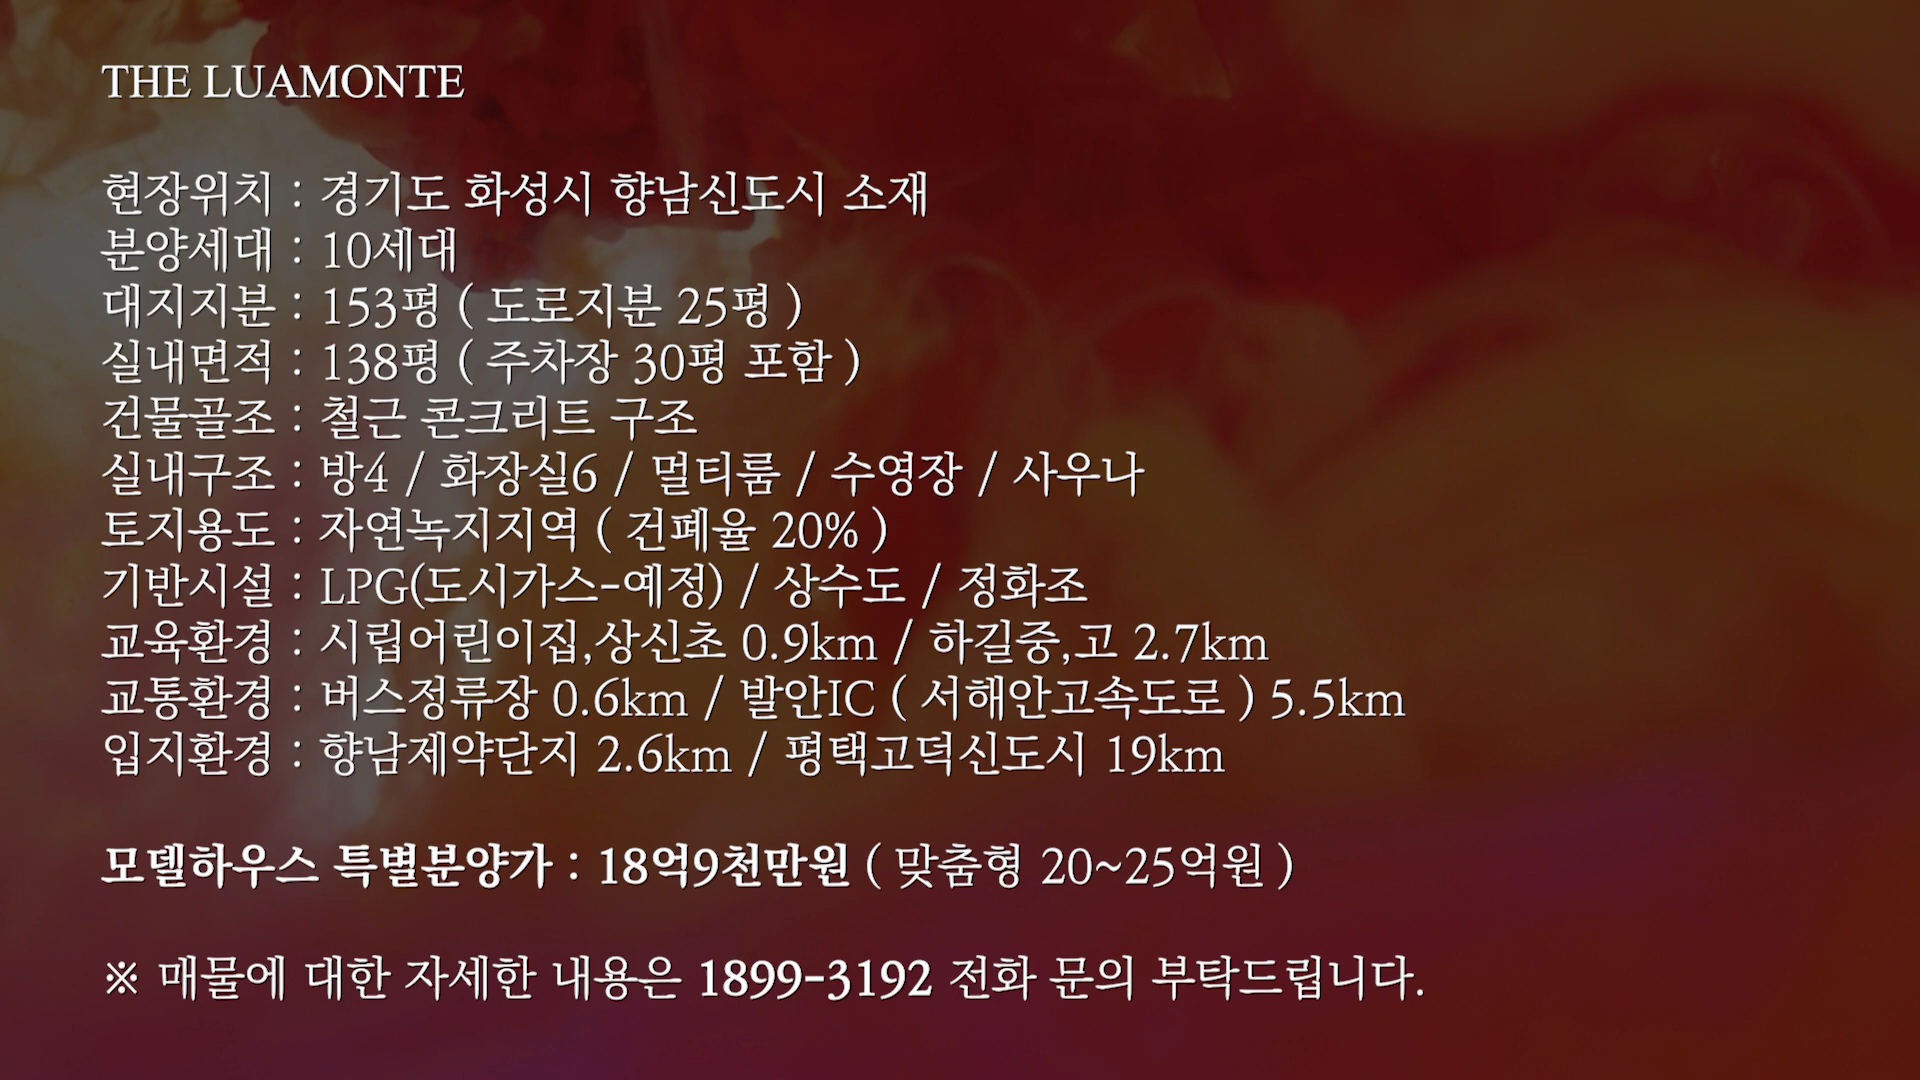 THE LUAMONTE
현장위치 : 경기도 화성시 향남신도시 소재
분양세대 : 10세대
대지지분 : 153평 ( 도로지분 25평 )
실내면적 : 138평 ( 주차장 30평 포함 )
건물골조 : 철근 콘크리트 구조
실내구조 : 방4 / 화장실6 / 멀티룸 / 수영장 / 사우나
토지용도 : 자연녹지지역 ( 건폐율 20% )
기반시설 : LPG(도시가스-예정) / 상수도 / 정화조
교육환경 : 시립어린이집,상신초 0.9km / 하길중,고 2.7km
교통환경 : 버스정류장 0.6km / 발안IC ( 서해안고속도로 ) 5.5km
입지환경 : 향남제약단지 2.6km / 평택고덕신도시 19km
모델하우스 특별분양가 : 18억9천만원 ( 맞춤형 20~25억원 )
※ 매물에 대한 자세한 내용은 1899-3192 전화 문의 부탁드립니다.